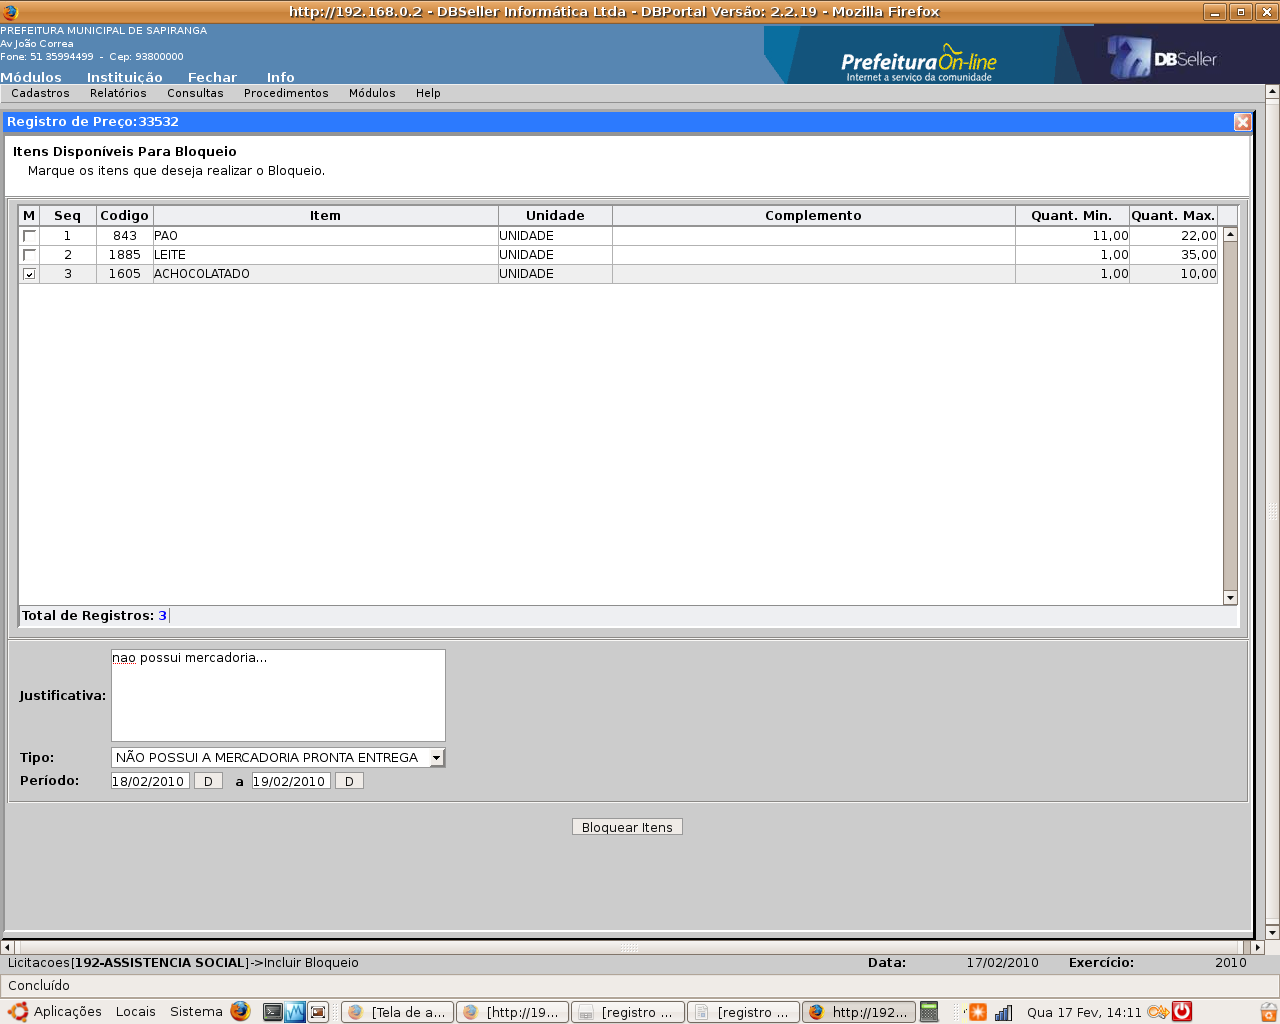 http://192.168.0.2 - DBSeller Informática Ltda - DBPortal Versão: 2.2.19 - Mozilla Firefox
PREFEITURA MUNICIPAL DE SAPIRANGA
Av João Correa
Fone: 51 35994499 - Cep: 93800000
PrefeituraOn-line
Internet a serviço da comunidade
DBSeller
Módulos Instituição Fechar Info
Cadastros Relatórios Consultas Procedimentos Módulos Help
Registro de Preço:33532
Itens Disponíveis Para Bloqueio
Marque os itens que deseja realizar o Bloqueio.
M Seq Codigo Item Unidade Complemento Quant. Min. Quant. Max.
1 843 PAO UNIDADE 11,00 22,00
2 1885 LEITE UNIDADE 1,00 35,00
3 1605 ACHOCOLATADO UNIDADE 1,00 10,00
Total de Registros: 3
Justificativa: nao possui mercadoria...
Tipo: NÃO POSSUI A MERCADORIA PRONTA ENTREGA
Período: 18/02/2010 D a 19/02/2010 D
Bloquear Itens
Licitacoes[192-ASSISTENCIA SOCIAL]->Incluir Bloqueio Data: 17/02/2010 Exercício: 2010
Concluído
Aplicações Locais Sistema [Tela de a... [http://19... [registro ... [registro ... http://192... Qua 17 Fev, 14:11